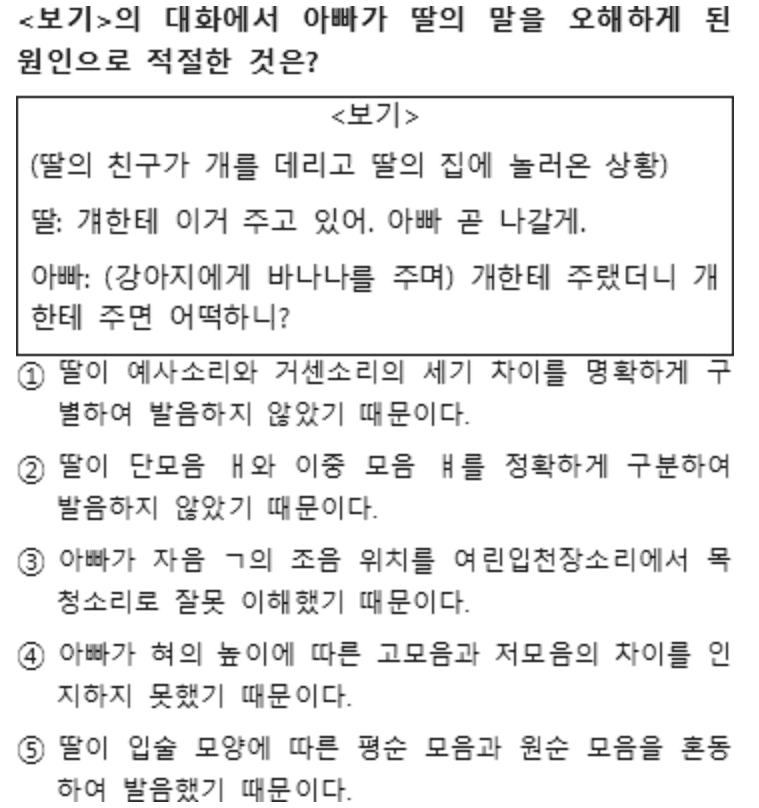 <보기>의 대화에서 아빠가 딸의 말을 오해하게 된
원인으로 적절한 것은?
<보기>
(딸의 친구가 개를 데리고 딸의 집에 놀러온 상황)
딸: 걔한테 이거 주고 있어. 아빠 곧 나갈게.
아빠: (강아지에게 바나나를 주며) 개한테 주랬더니 개
한테 주면 어떡하니?
① 딸이 예사소리와 거센소리의 세기 차이를 명확하게 구
별하여 발음하지 않았기 때문이다.
② 딸이 단모음 ㅐ와 이중 모음 ㅒ를 정확하게 구분하여
발음하지 않았기 때문이다.
③ 아빠가 자음 ㄱ의 조음 위치를 여린입천장소리에서 목
청소리로 잘못 이해했기 때문이다.
④ 아빠가 혀의 높이에 따른 고모음과 저모음의 차이를 인
지하지 못했기 때문이다.
⑤ 딸이 입술 모양에 따른 평순 모음과 원순 모음을 혼동
하여 발음했기 때문이다.